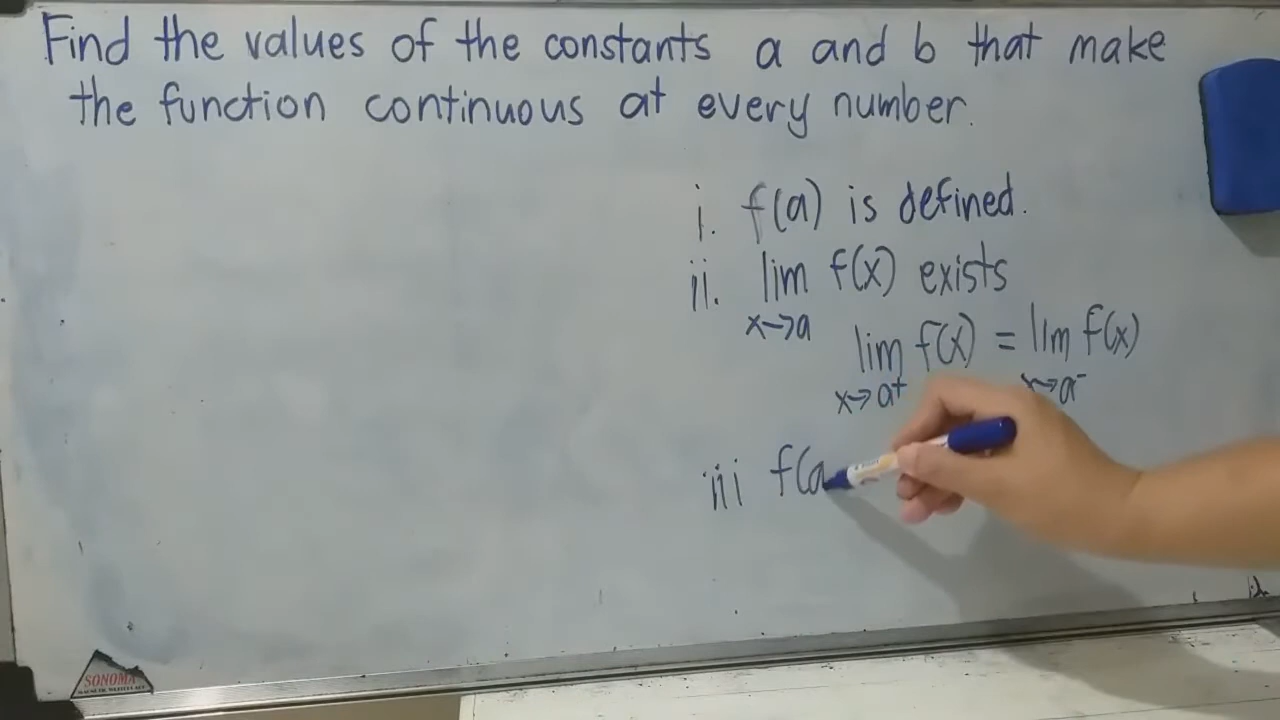 Find the values of the constants a and b that make
the function continuous at every number.
i. f(a) is defined.
ii. lim f(x) exists
x→a
lim f(x) = lim f(x)
x→a⁺ x→a⁻
iii f(a
SONOMA